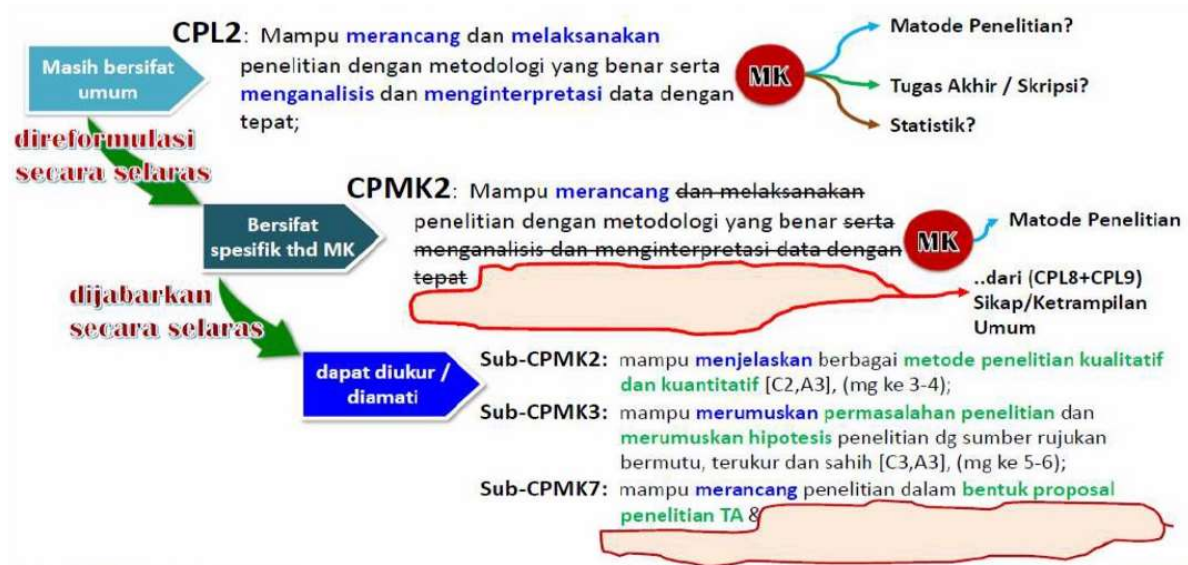 Masih bersifat
umum
CPL2: Mampu merancang dan melaksanakan
penelitian dengan metodologi yang benar serta
menganalisis dan menginterpretasi data dengan
tepat;
MK
Matode Penelitian?
Tugas Akhir / Skripsi?
Statistik?
direformulasi
secara selaras
Bersifat
spesifik thd MK
CPMK2: Mampu merancang dan melaksanakan
penelitian dengan metodologi yang benar serta
menganalisis dan menginterpretasi data dengan
tepat
MK
Matode Penelitian
..dari (CPL8+CPL9)
Sikap/Ketrampilan
Umum
dijabarkan
secara selaras
dapat diukur /
diamati
Sub-CPMK2: mampu menjelaskan berbagai metode penelitian kualitatif
dan kuantitatif [C2,A3], (mg ke 3-4);
Sub-CPMK3: mampu merumuskan permasalahan penelitian dan
merumuskan hipotesis penelitian dg sumber rujukan
bermutu, terukur dan sahih [C3,A3], (mg ke 5-6);
Sub-CPMK7: mampu merancang penelitian dalam bentuk proposal
penelitian TA &